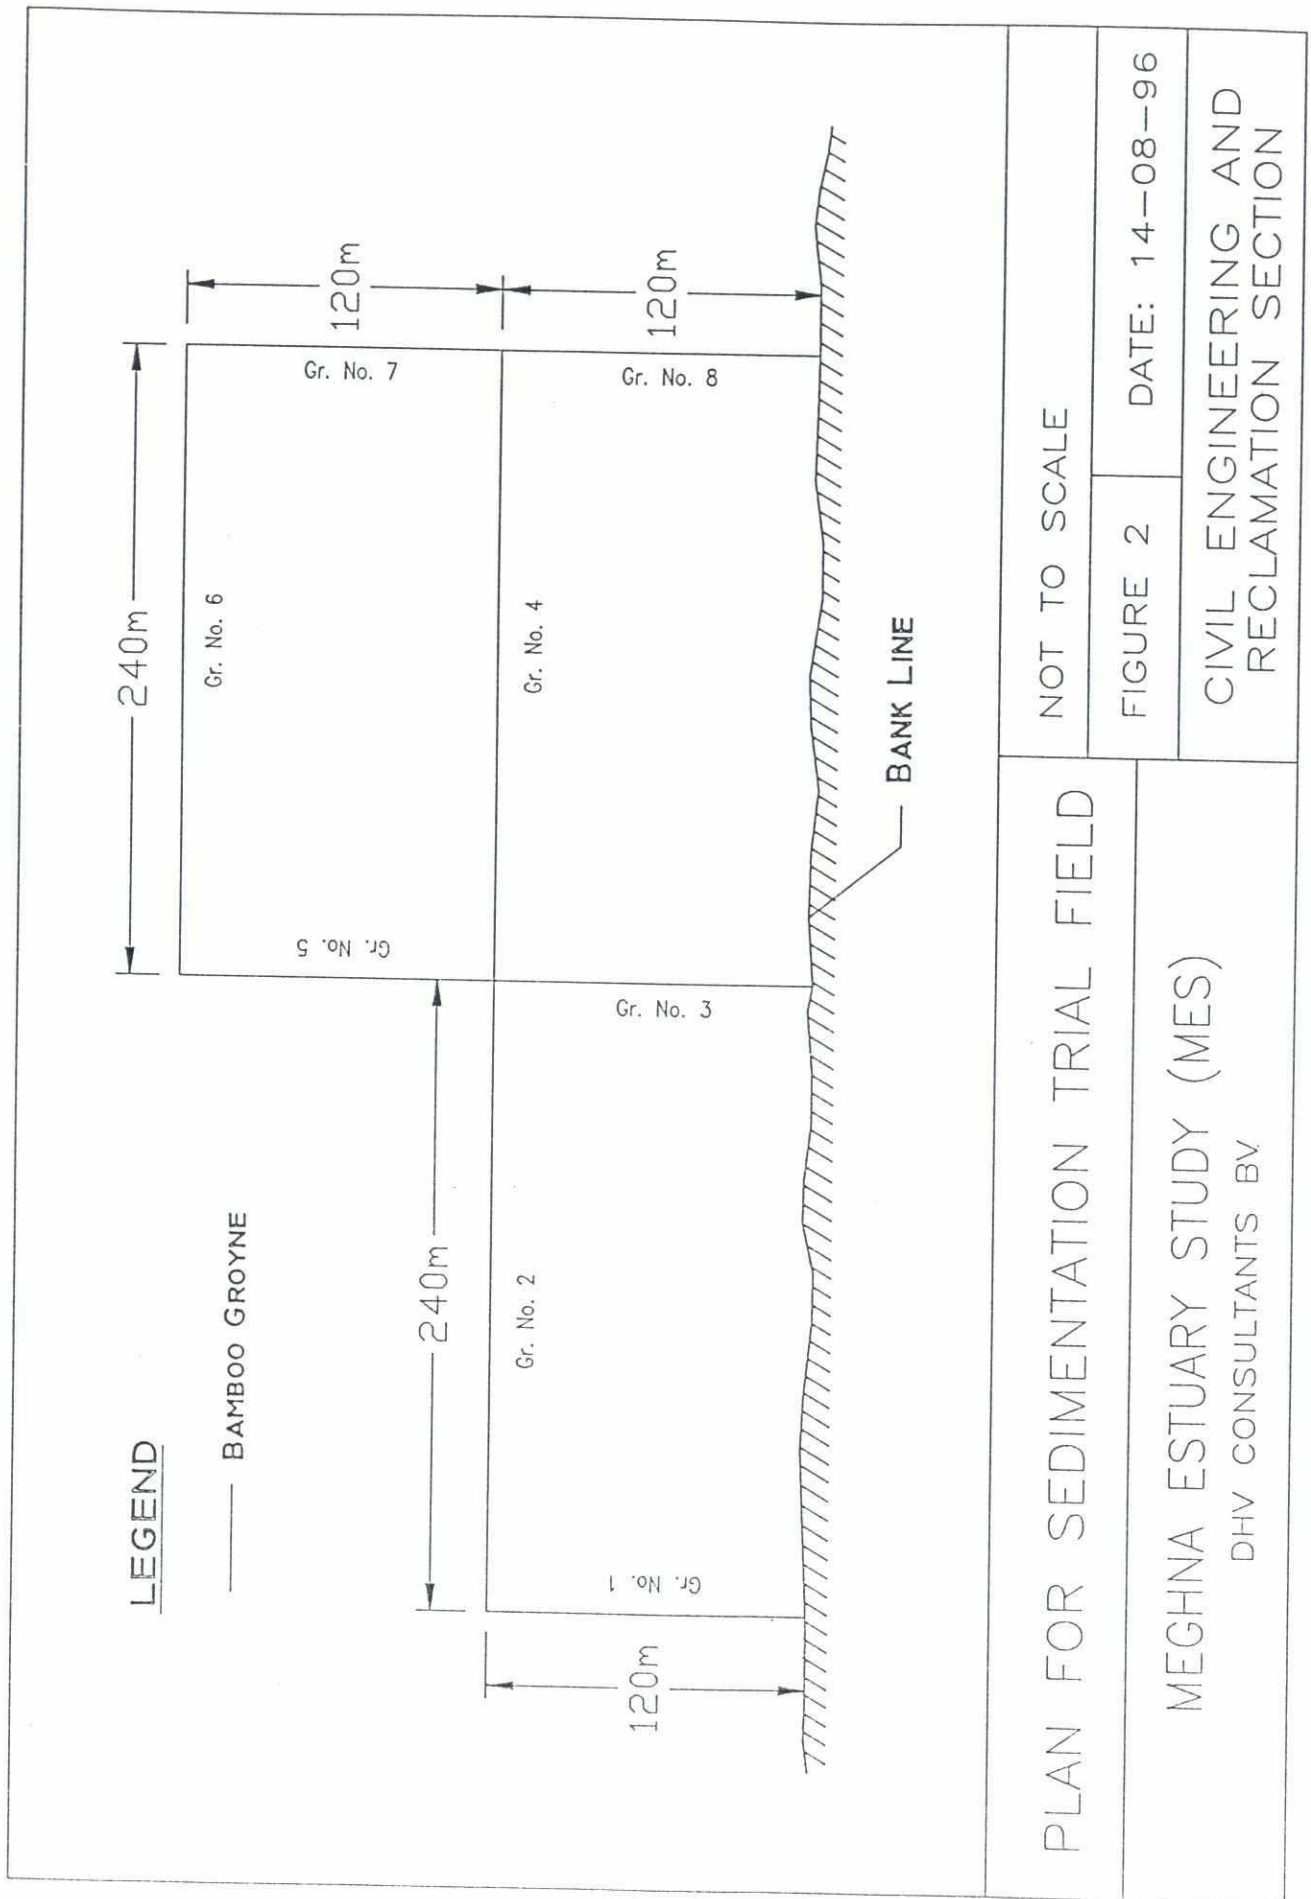 LEGEND
BAMBOO GROYNE
240m
240m
120m
120m
120m
Gr. No. 1
Gr. No. 2
Gr. No. 3
Gr. No. 4
Gr. No. 5
Gr. No. 6
Gr. No. 7
Gr. No. 8
BANK LINE
PLAN FOR SEDIMENTATION TRIAL FIELD
MEGHNA ESTUARY STUDY (MES)
DHV CONSULTANTS BV.
NOT TO SCALE
FIGURE 2
DATE: 14-08-96
CIVIL ENGINEERING AND
RECLAMATION SECTION